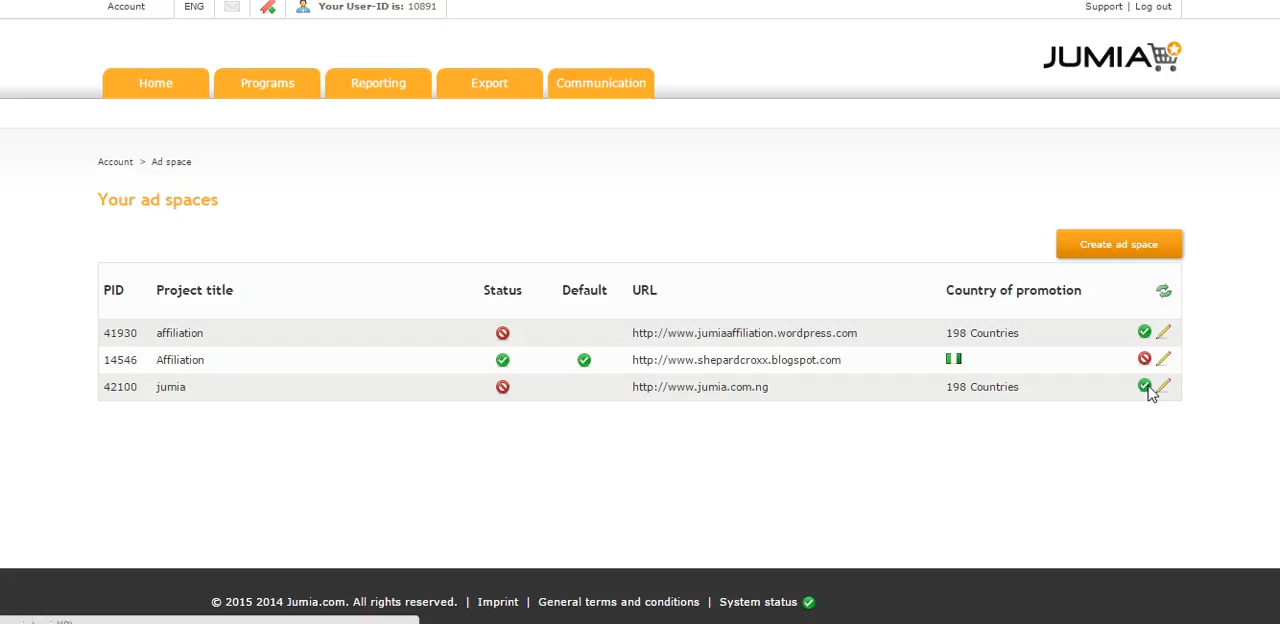 Account ENG Your User-ID is: 10891 Support | Log out
JUMIA
Home Programs Reporting Export Communication
Account > Ad space
Your ad spaces
Create ad space
PID Project title Status Default URL Country of promotion
41930 affiliation http://www.jumiaaffiliation.wordpress.com 198 Countries
14546 Affiliation http://www.shepardcroxx.blogspot.com
42100 jumia http://www.jumia.com.ng 198 Countries
© 2015 2014 Jumia.com. All rights reserved. | Imprint | General terms and conditions | System status